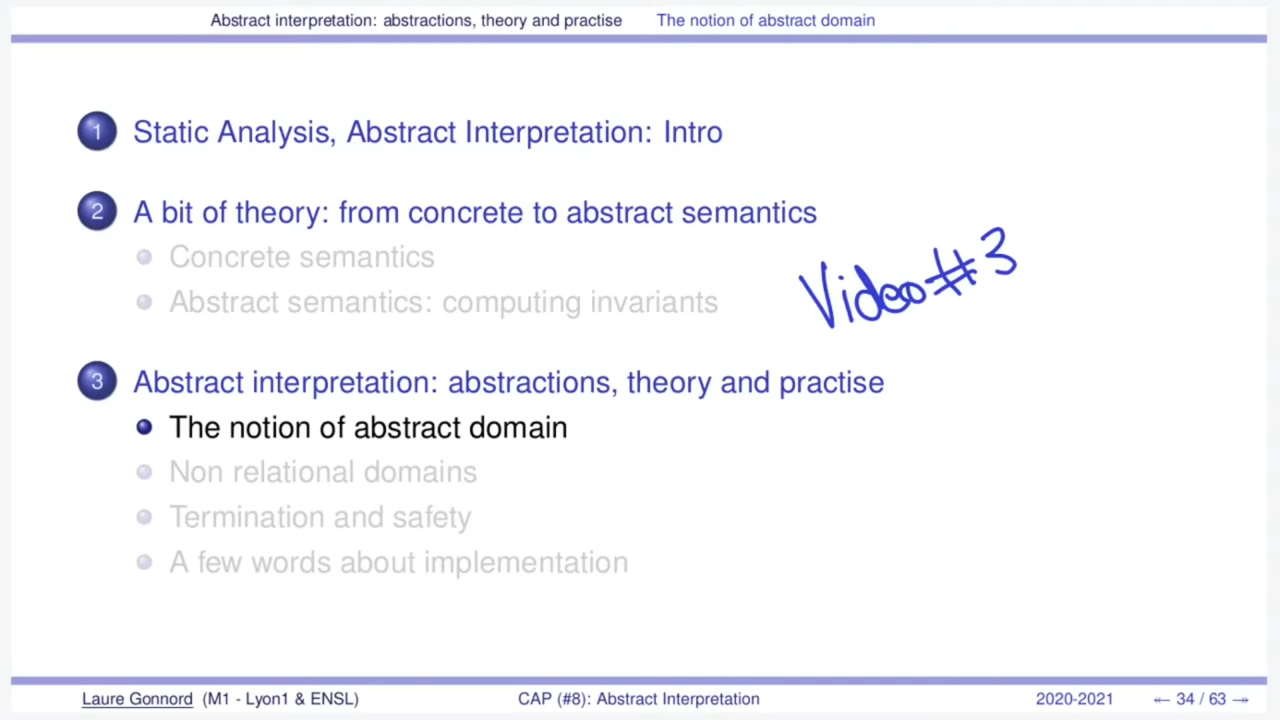 Abstract interpretation: abstractions, theory and practise The notion of abstract domain
1 Static Analysis, Abstract Interpretation: Intro
2 A bit of theory: from concrete to abstract semantics
Concrete semantics
Abstract semantics: computing invariants
Video #3
3 Abstract interpretation: abstractions, theory and practise
The notion of abstract domain
Non relational domains
Termination and safety
A few words about implementation
Laure Gonnord (M1 - Lyon1 & ENSL) CAP (#8): Abstract Interpretation 2020-2021 ← 34 / 63 →